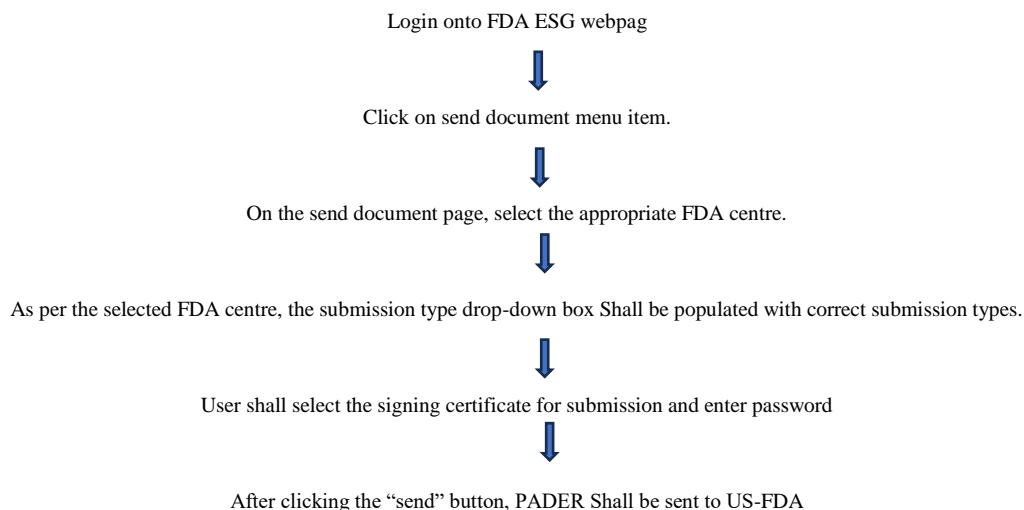 Login onto FDA ESG webpag
Click on send document menu item.
On the send document page, select the appropriate FDA centre.
As per the selected FDA centre, the submission type drop-down box Shall be populated with correct submission types.
User shall select the signing certificate for submission and enter password
After clicking the “send” button, PADER Shall be sent to US-FDA